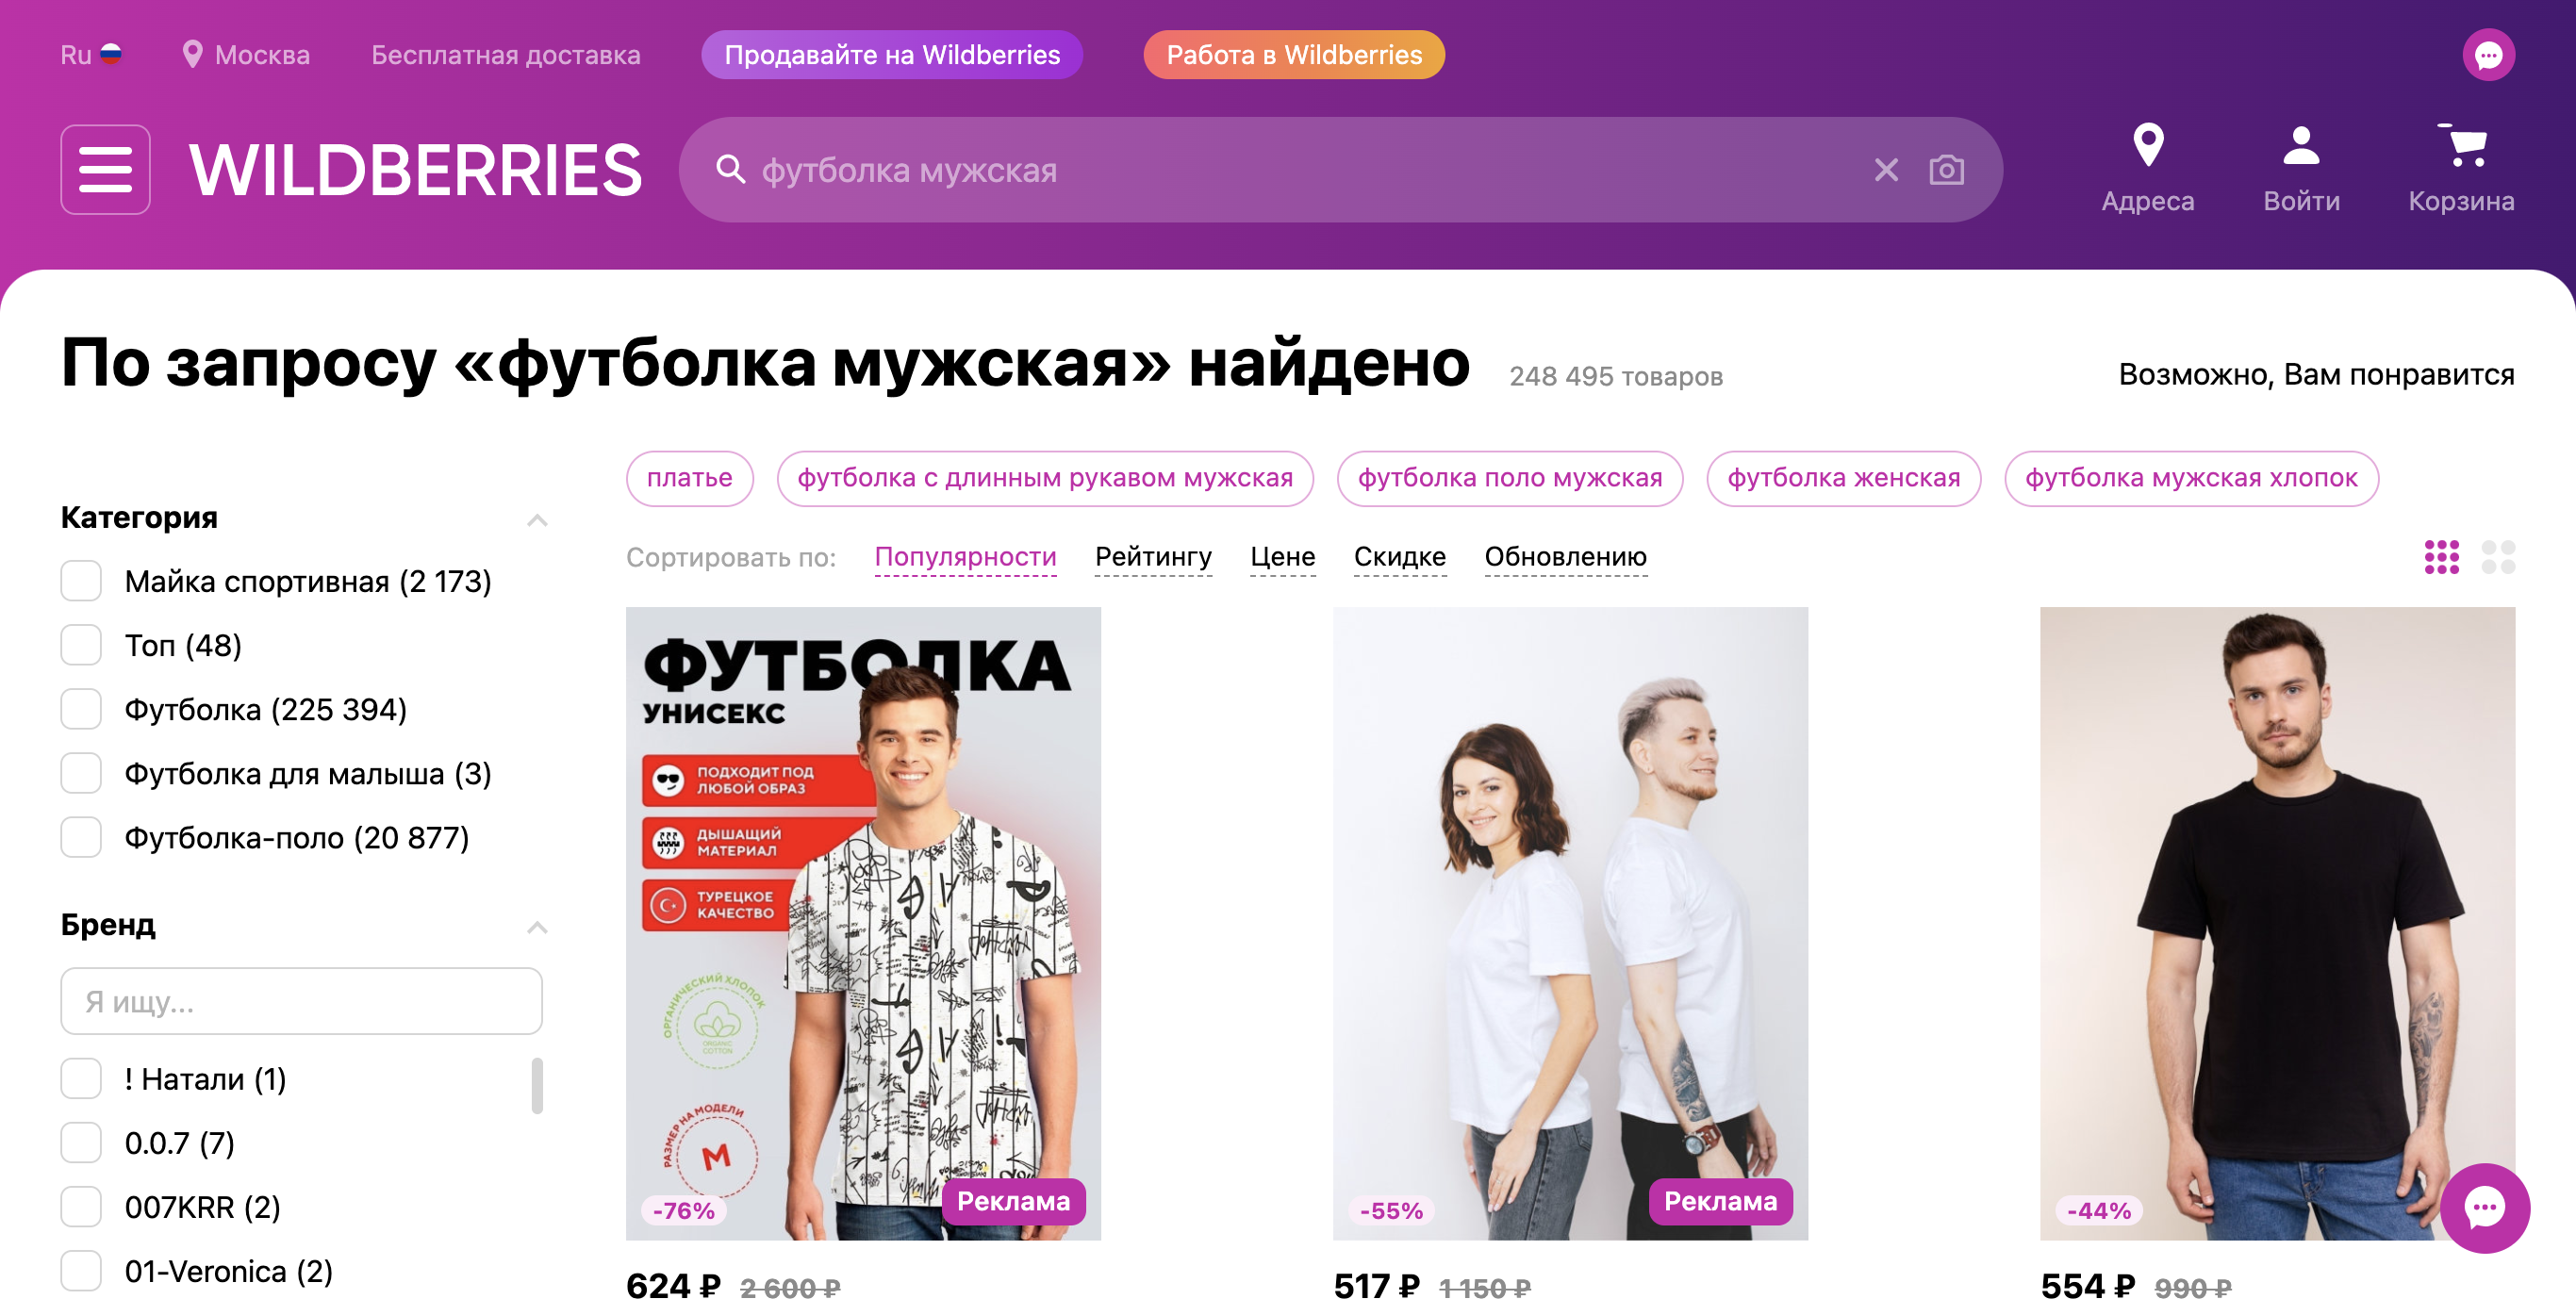 Ru
Москва
Бесплатная доставка
Продавайте на Wildberries
Работа в Wildberries
WILDBERRIES
футболка мужская
Адреса
Войти
Корзина
По запросу «футболка мужская» найдено 248 495 товаров
Возможно, Вам понравится
платье
футболка с длинным рукавом мужская
футболка поло мужская
футболка женская
футболка мужская хлопок
Сортировать по: Популярности Рейтингу Цене Скидке Обновлению
Категория
Майка спортивная (2 173)
Топ (48)
Футболка (225 394)
Футболка для малыша (3)
Футболка-поло (20 877)
Бренд
Я ищу...
! Натали (1)
0.0.7 (7)
007KRR (2)
01-Veronica (2)
ФУТБОЛКА
УНИСЕКС
ПОДХОДИТ ПОД
ЛЮБОЙ ОБРАЗ
ДЫШАЩИЙ
МАТЕРИАЛ
ТУРЕЦКОЕ
КАЧЕСТВО
ОРГАНИЧЕСКИЙ ХЛОПОК
ORGANIC
COTTON
РАЗМЕР НА МОДЕЛИ
M
-76%
Реклама
624 ₽ 2 600 ₽
-55%
Реклама
517 ₽ 1 150 ₽
-44%
554 ₽ 990 ₽